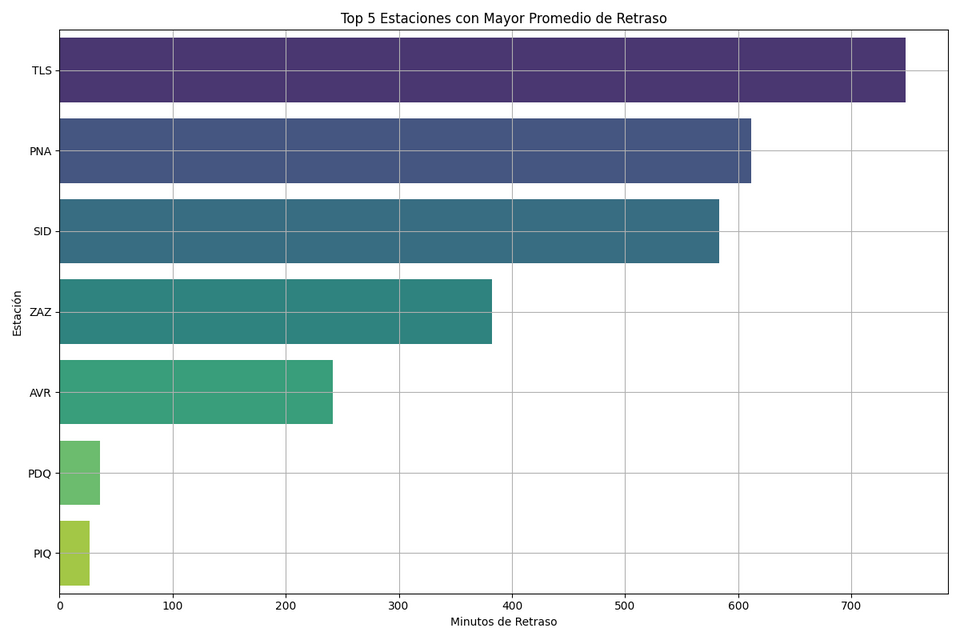 Top 5 Estaciones con Mayor Promedio de Retraso
TLS
PNA
SID
ZAZ
AVR
PDQ
PIQ
Estación
0 100 200 300 400 500 600 700
Minutos de Retraso